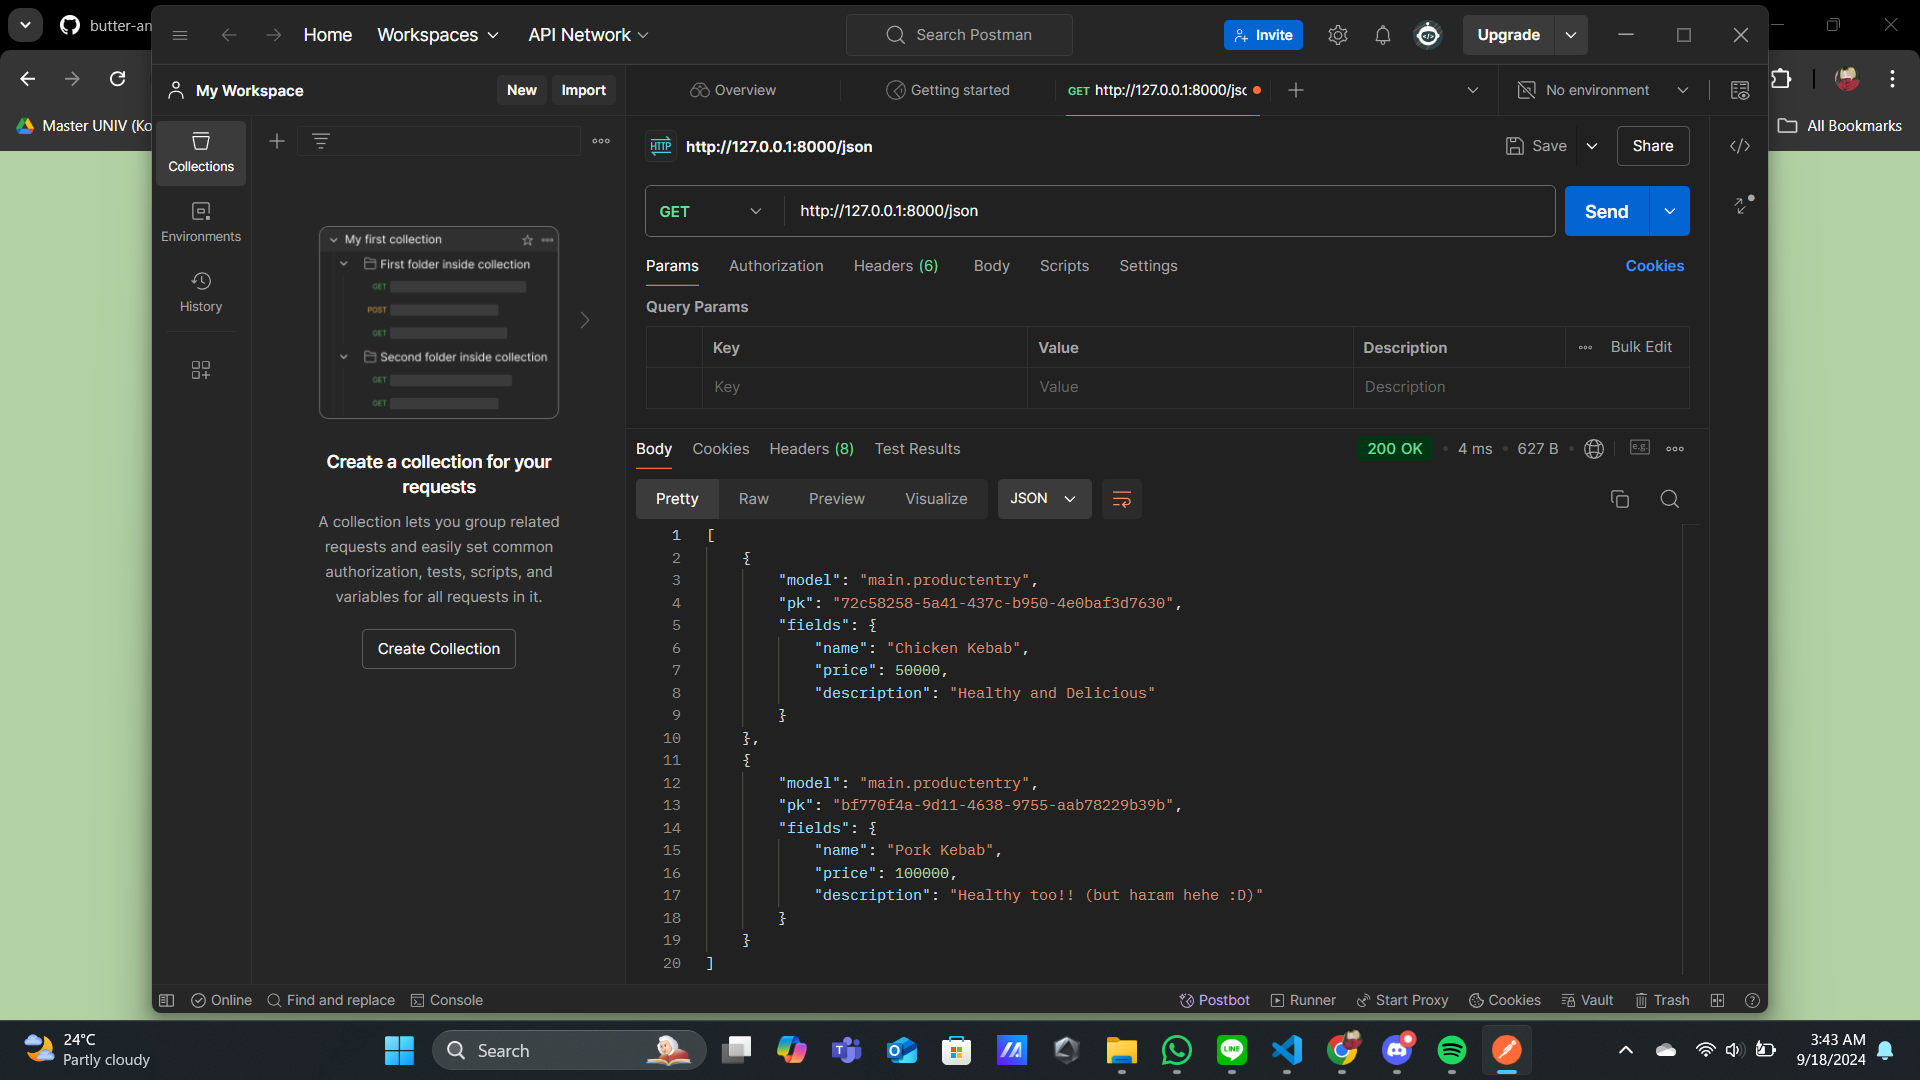 butter-an
Home
Workspaces
API Network
Search Postman
Invite
Upgrade
Master UNIV (Ko
All Bookmarks
My Workspace
New
Import
Overview
Getting started
GET http://127.0.0.1:8000/jsc
No environment
Collections
Environments
History
My first collection
First folder inside collection
GET
POST
GET
Second folder inside collection
GET
GET
Create a collection for your
requests
A collection lets you group related
requests and easily set common
authorization, tests, scripts, and
variables for all requests in it.
Create Collection
HTTP http://127.0.0.1:8000/json
Save
Share
</>
GET
http://127.0.0.1:8000/json
Send
Params
Authorization
Headers (6)
Body
Scripts
Settings
Cookies
Query Params
Key Value Description Bulk Edit
Key Value Description
Body
Cookies
Headers (8)
Test Results
200 OK
4 ms
627 B
e.g.
Pretty
Raw
Preview
Visualize
JSON
1 [
2 {
3 "model": "main.productentry",
4 "pk": "72c58258-5a41-437c-b950-4e0baf3d7630",
5 "fields": {
6 "name": "Chicken Kebab",
7 "price": 50000,
8 "description": "Healthy and Delicious"
9 }
10 },
11 {
12 "model": "main.productentry",
13 "pk": "bf770f4a-9d11-4638-9755-aab78229b39b",
14 "fields": {
15 "name": "Pork Kebab",
16 "price": 100000,
17 "description": "Healthy too!! (but haram hehe :D)"
18 }
19 }
20 ]
Online
Find and replace
Console
Postbot
Runner
Start Proxy
Cookies
Vault
Trash
24°C
Partly cloudy
Search
LINE
3:43 AM
9/18/2024